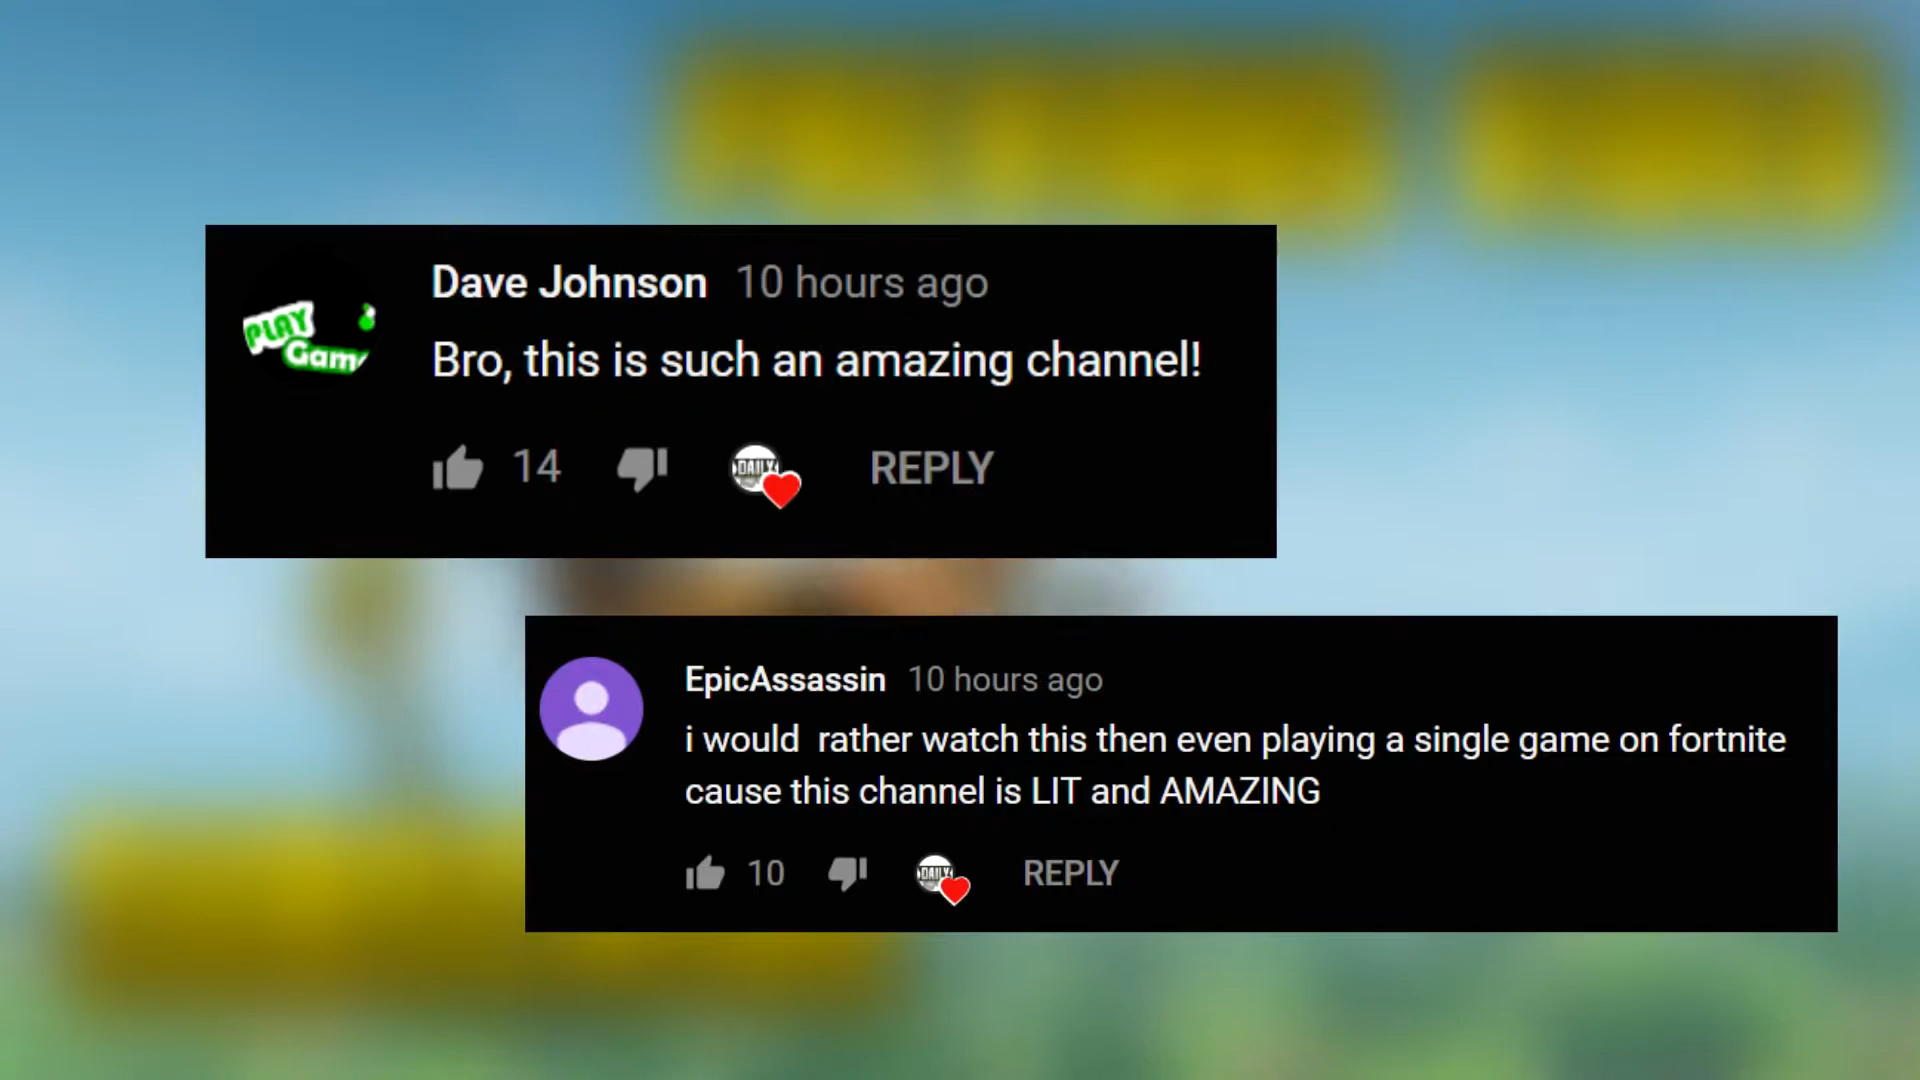 Dave Johnson 10 hours ago
PLAY
Bro, this is such an amazing channel!
14
DAILY
REPLY
EpicAssassin 10 hours ago
i would  rather watch this then even playing a single game on fortnite
cause this channel is LIT and AMAZING
10
DAILY
REPLY